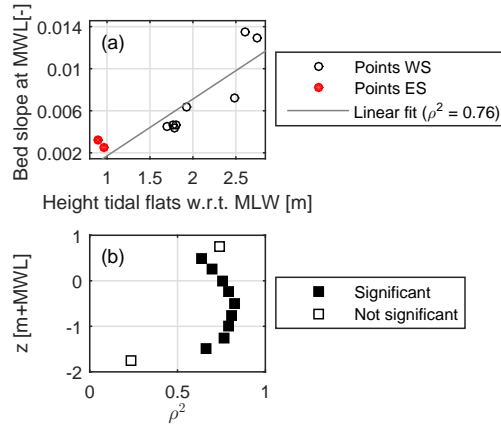 Bed slope at MWL[-]
0.014
0.01
0.006
0.002
(a)
1
1.5
2
2.5
Height tidal flats w.r.t. MLW [m]
Points WS
Points ES
Linear fit (ρ² = 0.76)
z [m+MWL]
1
0
-1
-2
(b)
0
0.5
1
ρ²
Significant
Not significant